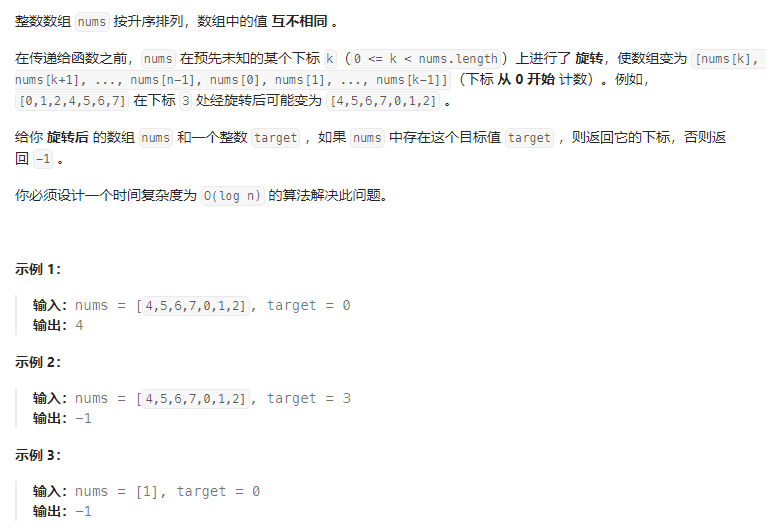 整数数组 nums 按升序排列，数组中的值 互不相同 。
在传递给函数之前，nums 在预先未知的某个下标 k（0 <= k < nums.length）上进行了 旋转，使数组变为 [nums[k],
nums[k+1], ..., nums[n-1], nums[0], nums[1], ..., nums[k-1]]（下标 从 0 开始 计数）。例如，
[0,1,2,4,5,6,7] 在下标 3 处经旋转后可能变为 [4,5,6,7,0,1,2] 。
给你 旋转后 的数组 nums 和一个整数 target ，如果 nums 中存在这个目标值 target ，则返回它的下标，否则返
回 -1 。
你必须设计一个时间复杂度为 O(log n) 的算法解决此问题。
示例 1：
输入：nums = [4,5,6,7,0,1,2], target = 0
输出：4
示例 2：
输入：nums = [4,5,6,7,0,1,2], target = 3
输出：-1
示例 3：
输入：nums = [1], target = 0
输出：-1